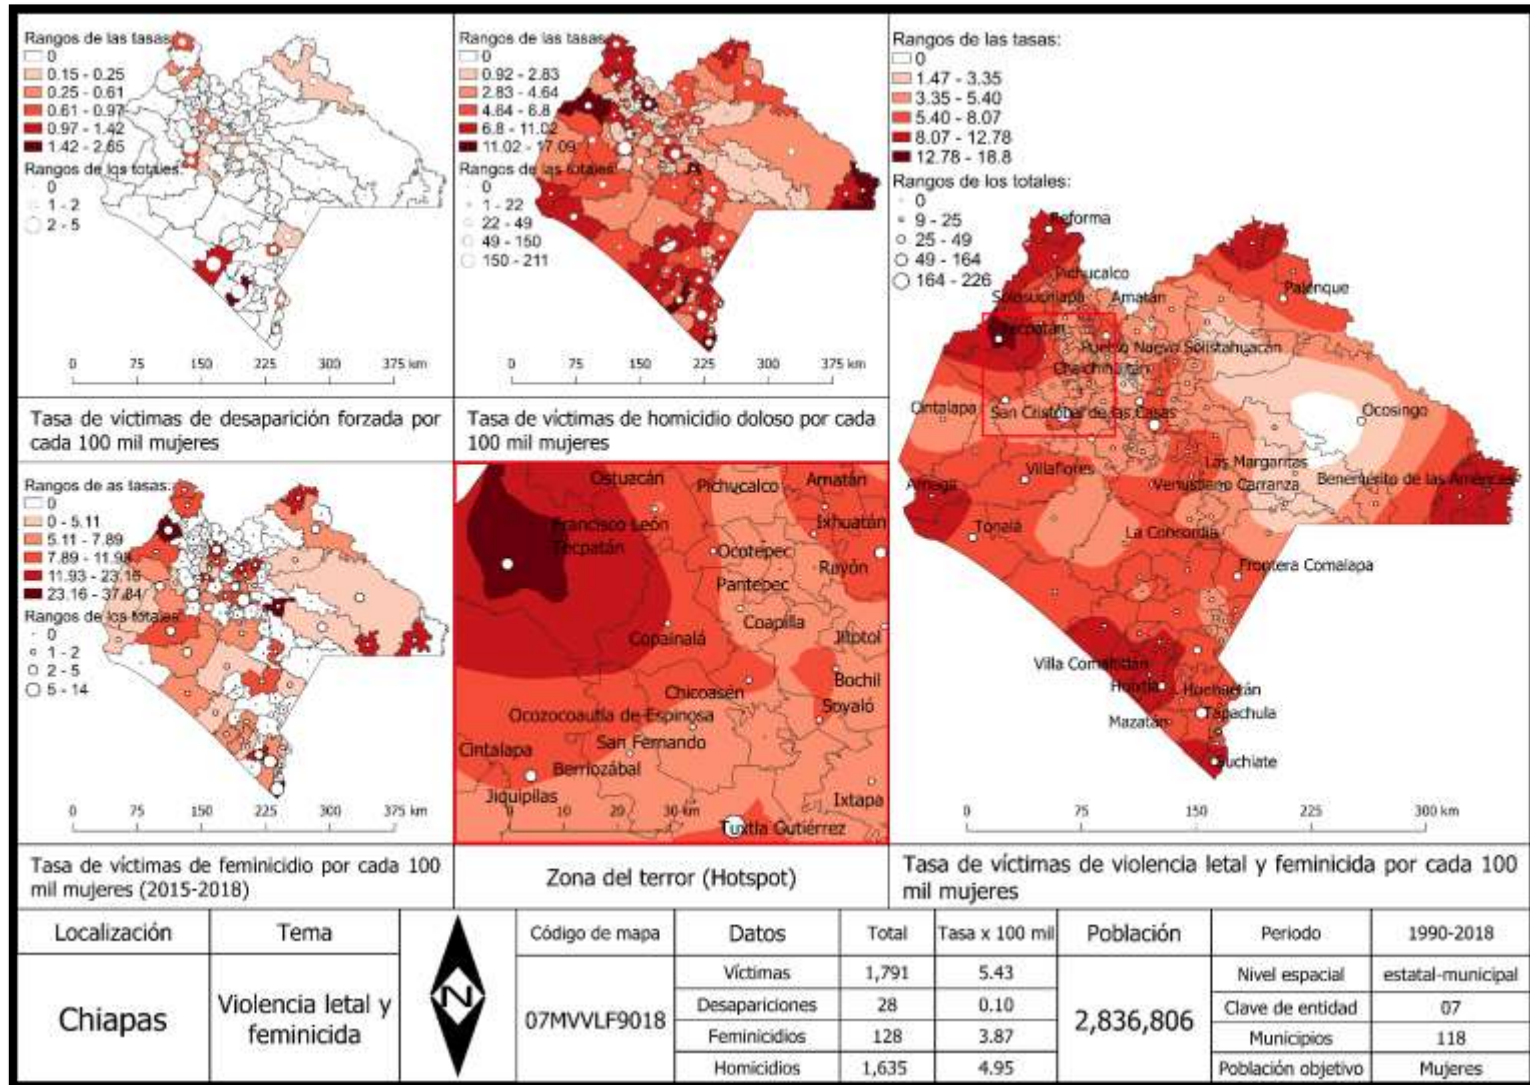 Rangos de las tasas:
0
0.15 - 0.25
0.25 - 0.61
0.61 - 0.97
0.97 - 1.42
1.42 - 2.65
Rangos de los totales:
0
1 - 2
2 - 5
0 75 150 225 300 375 km
Tasa de víctimas de desaparición forzada por
cada 100 mil mujeres
Rangos de las tasas:
0
0.92 - 2.83
2.83 - 4.64
4.64 - 6.8
6.8 - 11.02
11.02 - 17.09
Rangos de los totales:
0
1 - 22
22 - 49
49 - 150
150 - 211
0 75 150 225 300 375 km
Tasa de víctimas de homicidio doloso por cada
100 mil mujeres
Rangos de las tasas:
0
1.47 - 3.35
3.35 - 5.40
5.40 - 8.07
8.07 - 12.78
12.78 - 18.8
Rangos de los totales:
0
9 - 25
25 - 49
49 - 164
164 - 226
Reforma
Pichucalco
Solosuchiapa Amatán
Palenque
Tecpatán
Pueblo Nuevo Solistahuacán
Chalchihuitán
Cintalapa San Cristóbal de las Casas Ocosingo
Las Margaritas
Villaflores
Venustiano Carranza Benemérito de las Américas
Arriaga
Tonalá La Concordia
Frontera Comalapa
Villa Comaltitlán
Huixtla Huehuetán
Mazatán Tapachula
Suchiate
0 75 150 225 300 km
Tasa de víctimas de violencia letal y feminicida por cada 100
mil mujeres
Rangos de as tasas:
0
0 - 5.11
5.11 - 7.89
7.89 - 11.93
11.93 - 23.16
23.16 - 37.84
Rangos de los totales:
0
1 - 2
2 - 5
5 - 14
0 75 150 225 300 375 km
Tasa de víctimas de feminicidio por cada 100
mil mujeres (2015-2018)
Ostuacán Pichucalco Amatán
Francisco León Ixhuatán
Tecpatán Ocotepec
Rayón
Pantepec
Coapilla
Copainalá Jitotol
Chicoasén Bochil
Ocozocoautla de Espinosa Soyaló
Cintalapa San Fernando
Berriozábal
Jiquipilas Ixtapa
0 10 20 30 km
Tuxtla Gutiérrez
Zona del terror (Hotspot)
Localización Tema Código de mapa Datos Total Tasa x 100 mil Población Periodo 1990-2018
Chiapas
Violencia letal y
feminicida
N
07MVVLF9018
Víctimas 1,791 5.43
Desapariciones 28 0.10
Feminicidios 128 3.87
Homicidios 1,635 4.95
2,836,806
Nivel espacial estatal-municipal
Clave de entidad 07
Municipios 118
Población objetivo Mujeres